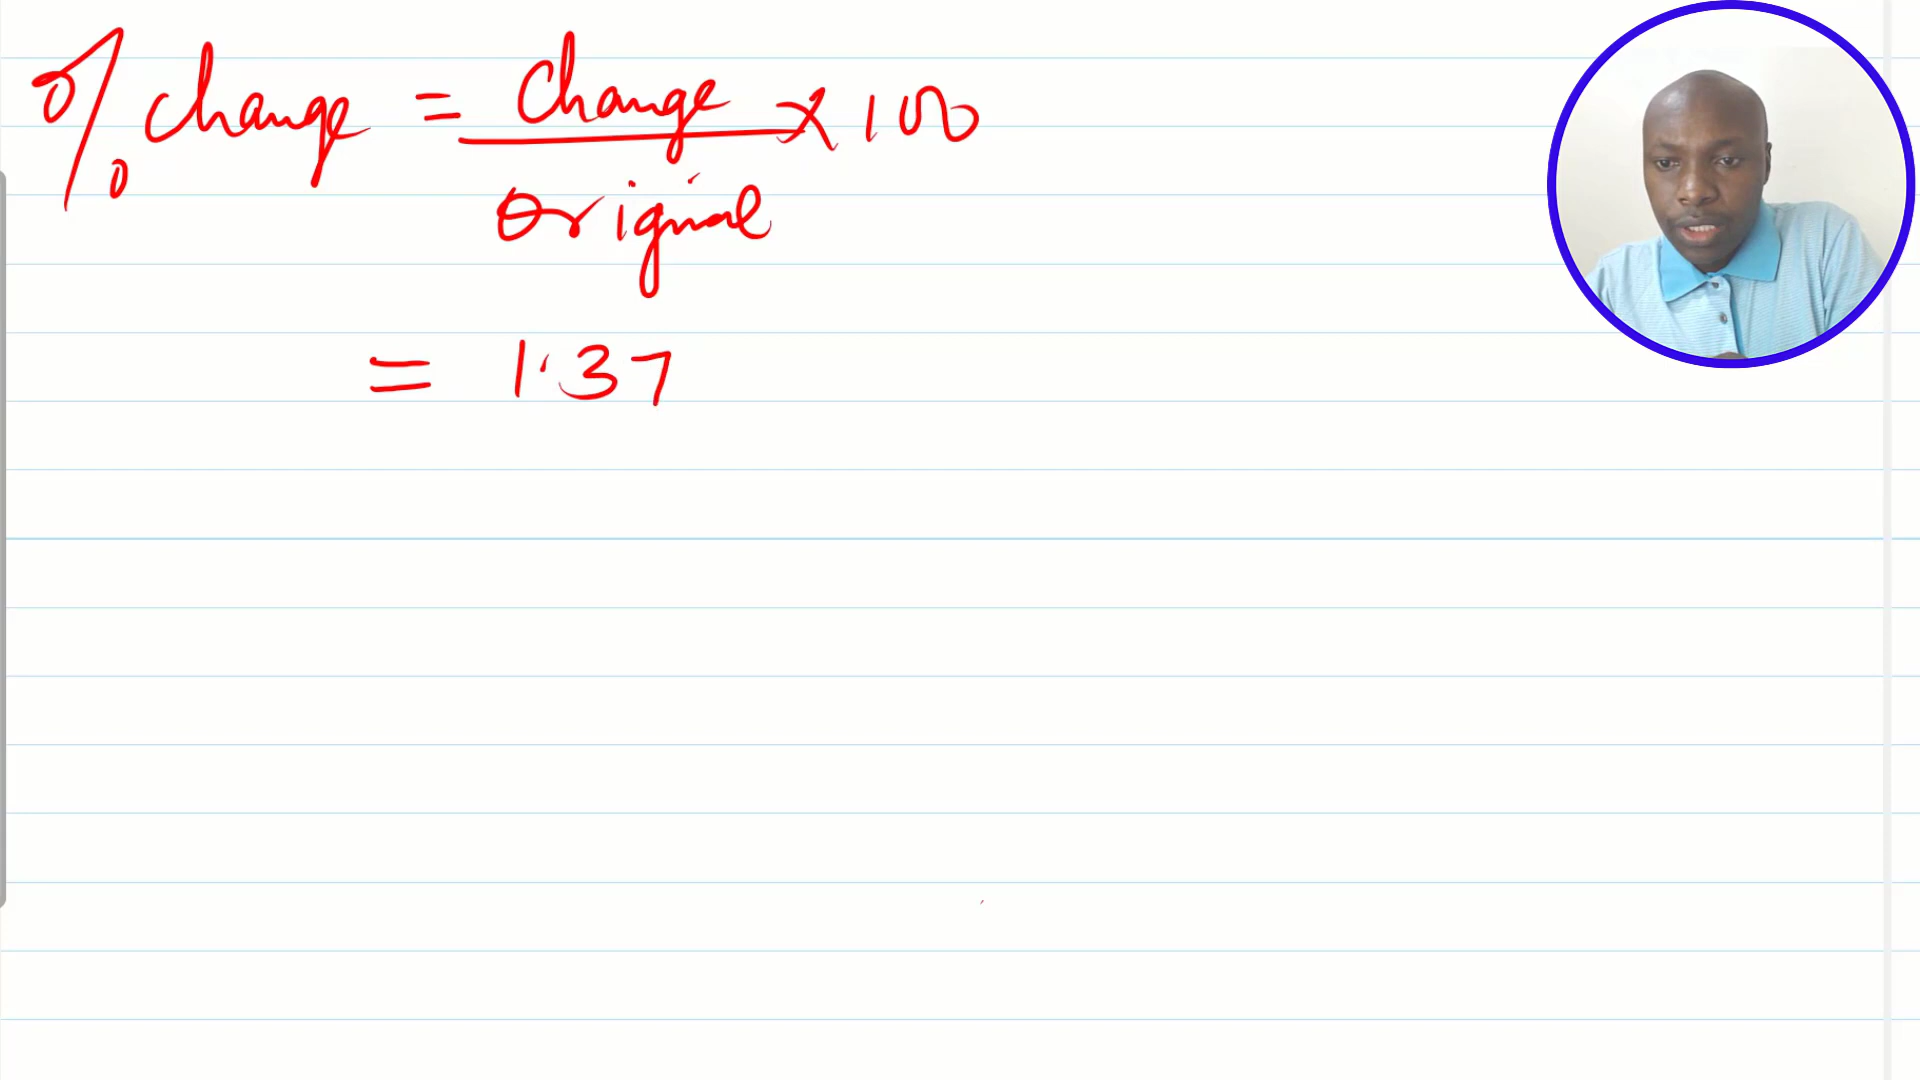 % change = change × 100
original
= 1.37